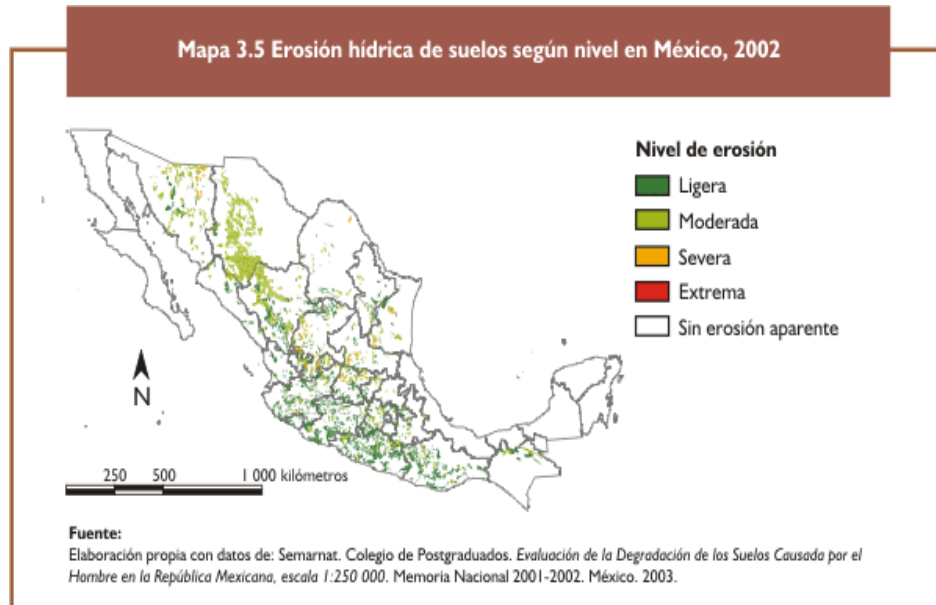 Mapa 3.5 Erosión hídrica de suelos según nivel en México, 2002
Nivel de erosión
Ligera
Moderada
Severa
Extrema
Sin erosión aparente
N
250 500 1 000 kilómetros
Fuente:
Elaboración propia con datos de: Semarnat. Colegio de Postgraduados. Evaluación de la Degradación de los Suelos Causada por el
Hombre en la República Mexicana, escala 1:250 000. Memoria Nacional 2001-2002. México. 2003.